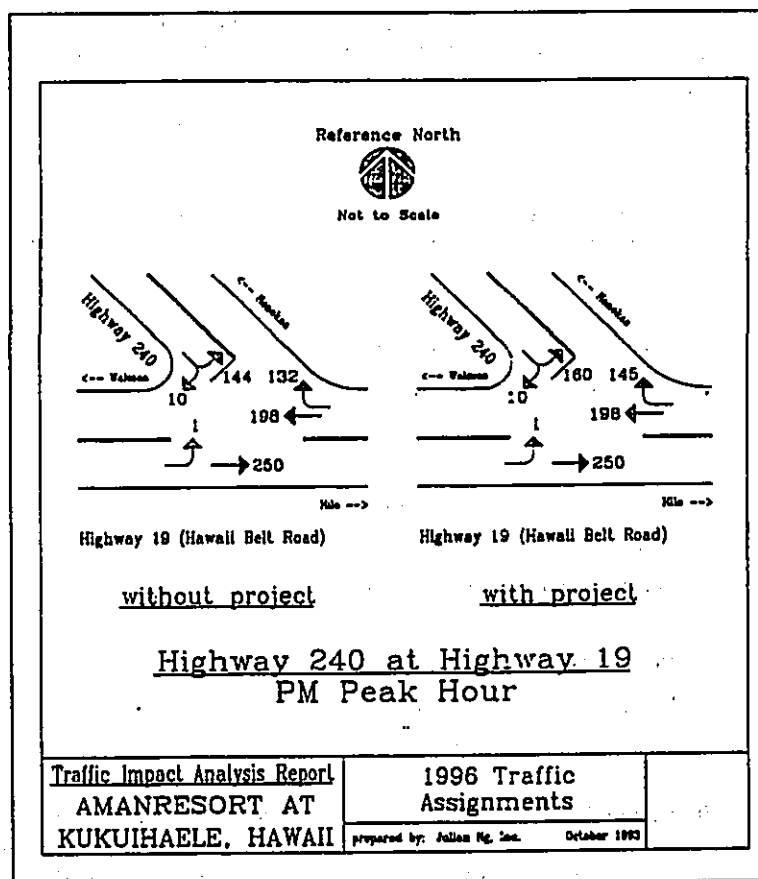 Reference North
Not to Scale
<-- Honokaa
Highway 240
<-- Waimea
144
132
10
198
1
250
Hilo -->
Highway 19 (Hawaii Belt Road)
without project
<-- Honokaa
Highway 240
<-- Waimea
160
145
10
198
1
250
Hilo -->
Highway 19 (Hawaii Belt Road)
with project
Highway 240 at Highway 19
PM Peak Hour
Traffic Impact Analysis Report
AMANRESORT AT
KUKUIHAELE, HAWAII
1996 Traffic
Assignments
prepared by: Julian Ng, Inc. October 1993